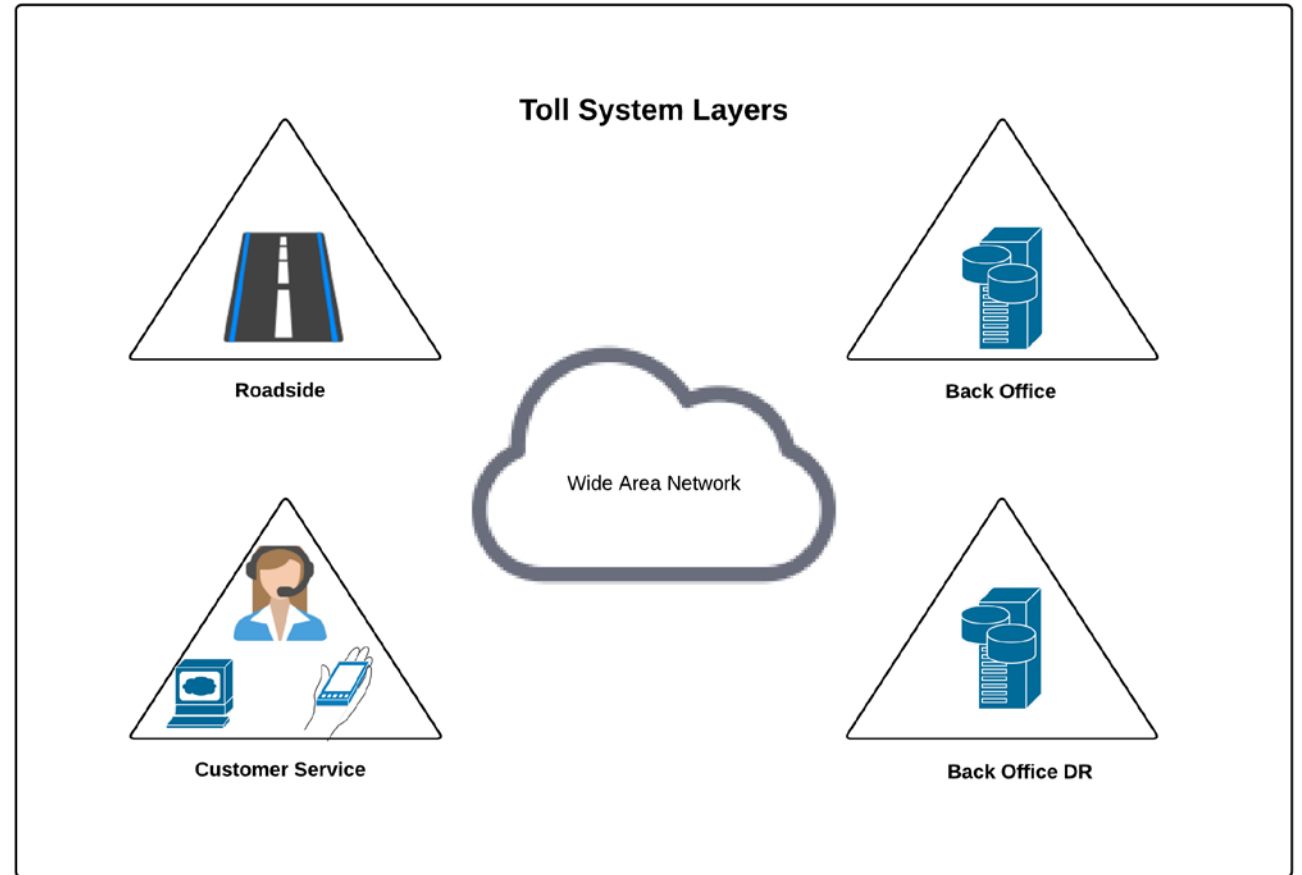 Toll System Layers
Roadside
Back Office
Wide Area Network
Customer Service
Back Office DR